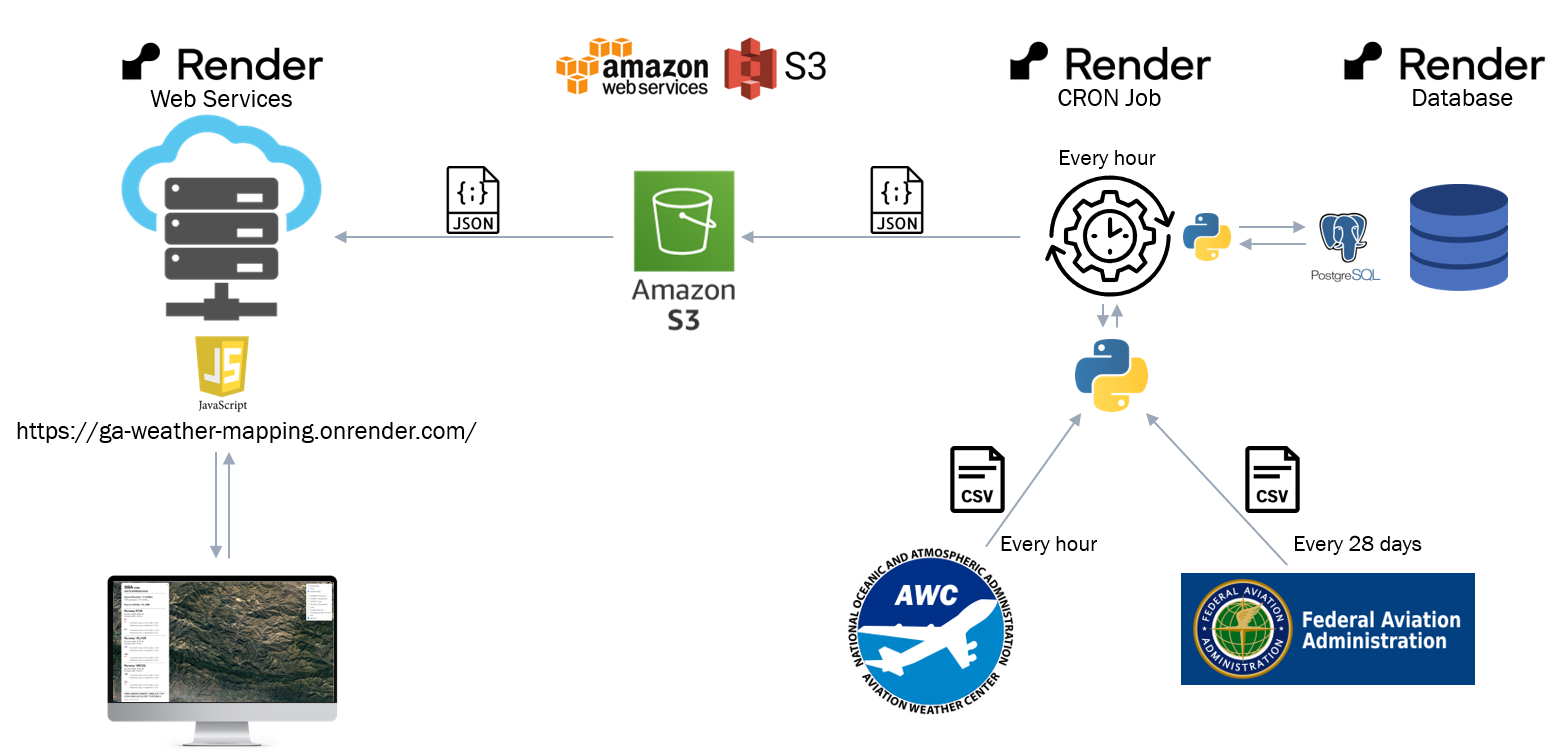 Render
Web Services
amazon
web services
S3
Render
CRON Job
Render
Database
Every hour
{;}
JSON
{;}
JSON
Amazon
S3
PostgreSQL
JS
JavaScript
https://ga-weather-mapping.onrender.com/
CSV
CSV
Every hour
Every 28 days
NATIONAL OCEANIC AND ATMOSPHERIC ADMINISTRATION
AWC
AVIATION WEATHER CENTER
FEDERAL AVIATION
ADMINISTRATION
Federal Aviation
Administration